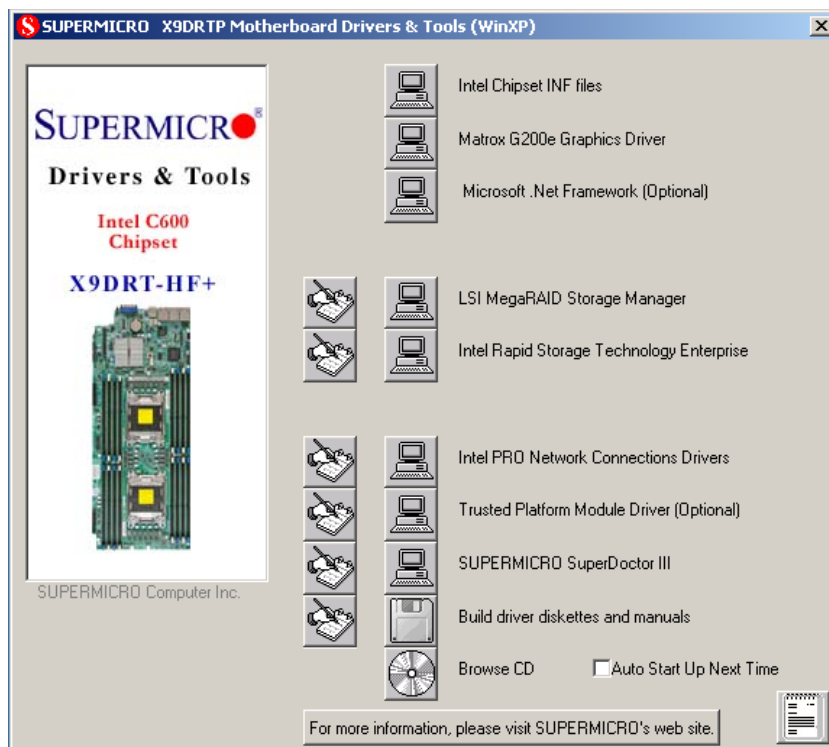 SUPERMICRO X9DRTP Motherboard Drivers & Tools (WinXP)
SUPERMICRO®
Drivers & Tools
Intel C600
Chipset
X9DRT-HF+
SUPERMICRO Computer Inc.
Intel Chipset INF files
Matrox G200e Graphics Driver
Microsoft .Net Framework (Optional)
LSI MegaRAID Storage Manager
Intel Rapid Storage Technology Enterprise
Intel PRO Network Connections Drivers
Trusted Platform Module Driver (Optional)
SUPERMICRO SuperDoctor III
Build driver diskettes and manuals
Browse CD
Auto Start Up Next Time
For more information, please visit SUPERMICRO's web site.